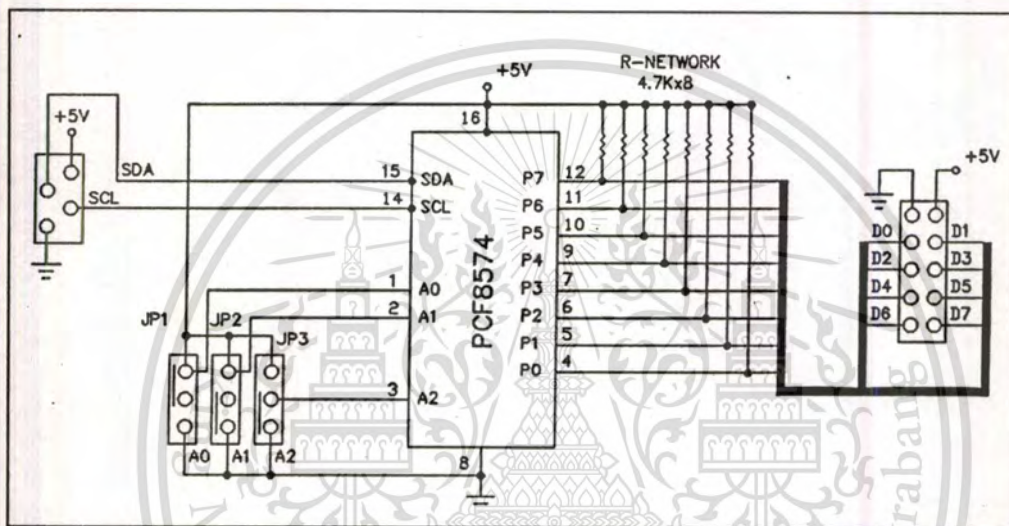 R-NETWORK
4.7Kx8
+5V
16
+5V
SDA
SCL
15 SDA
14 SCL
PCF8574
P7 12
P6 11
P5 10
P4 9
P3 7
P2 6
P1 5
P0 4
1 A0
2 A1
3 A2
8
JP1
JP2
JP3
A0
A1
A2
+5V
D0 D1
D2 D3
D4 D5
D6 D7
rabang